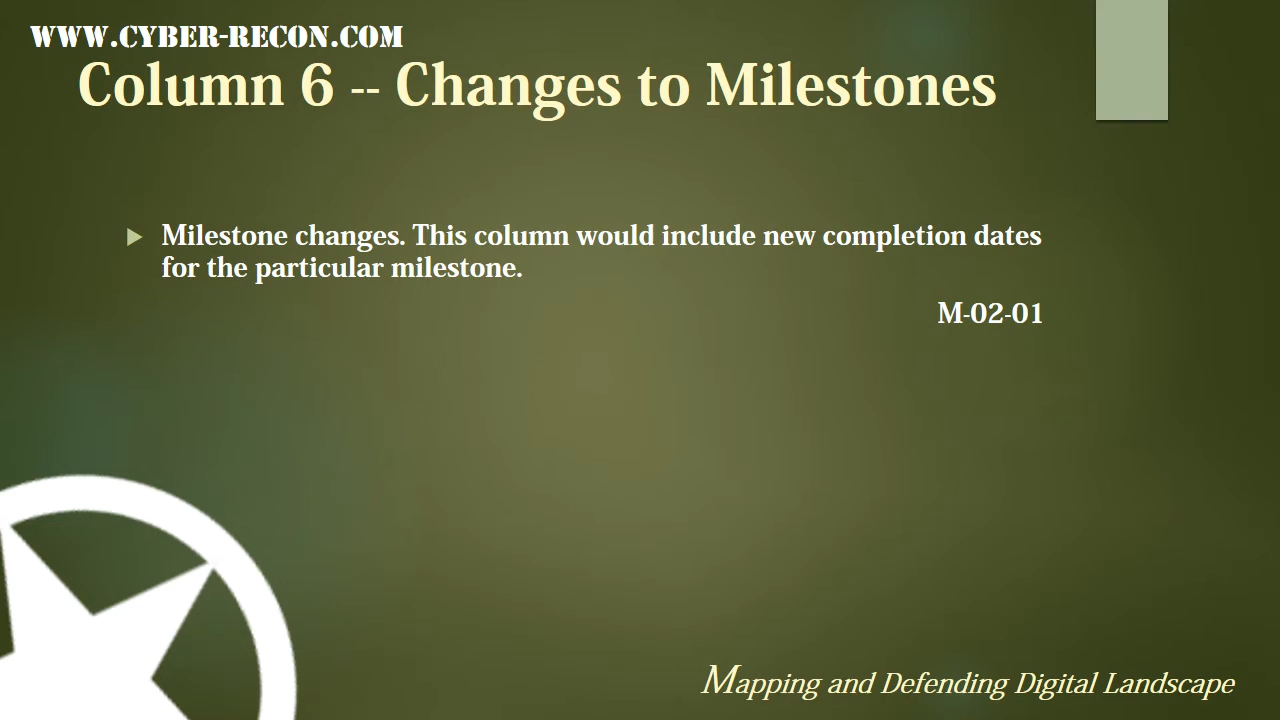 WWW.CYBER-RECON.COM
Column 6 -- Changes to Milestones
Milestone changes. This column would include new completion dates
for the particular milestone.
M-02-01
Mapping and Defending Digital Landscape